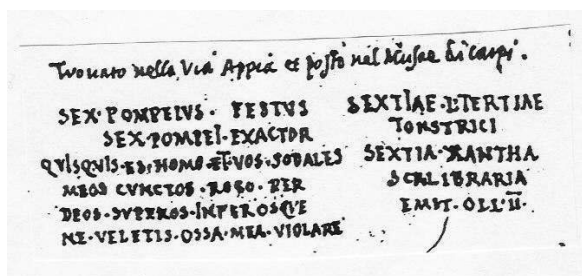 Trovato nella Via Appia et posto nel Musae di Carpi.
SEX·POMPEIVS· FESTVS
SEX·POMPEI·EXACTOR
QVISQVIS·ES·HOMO·ET·VOS·SODALES
MEOS CVNCTOS·ROGO·PER
DEOS·SVPEROS·INFEROSQVE
NE·VELETIS·OSSA·MEA·VIOLARE
SEXTIAE·L·TERTIAE
TONSTRICI
SEXTIA·XANTHA
SCRLIBRARIA
EMIT·OLL·II·